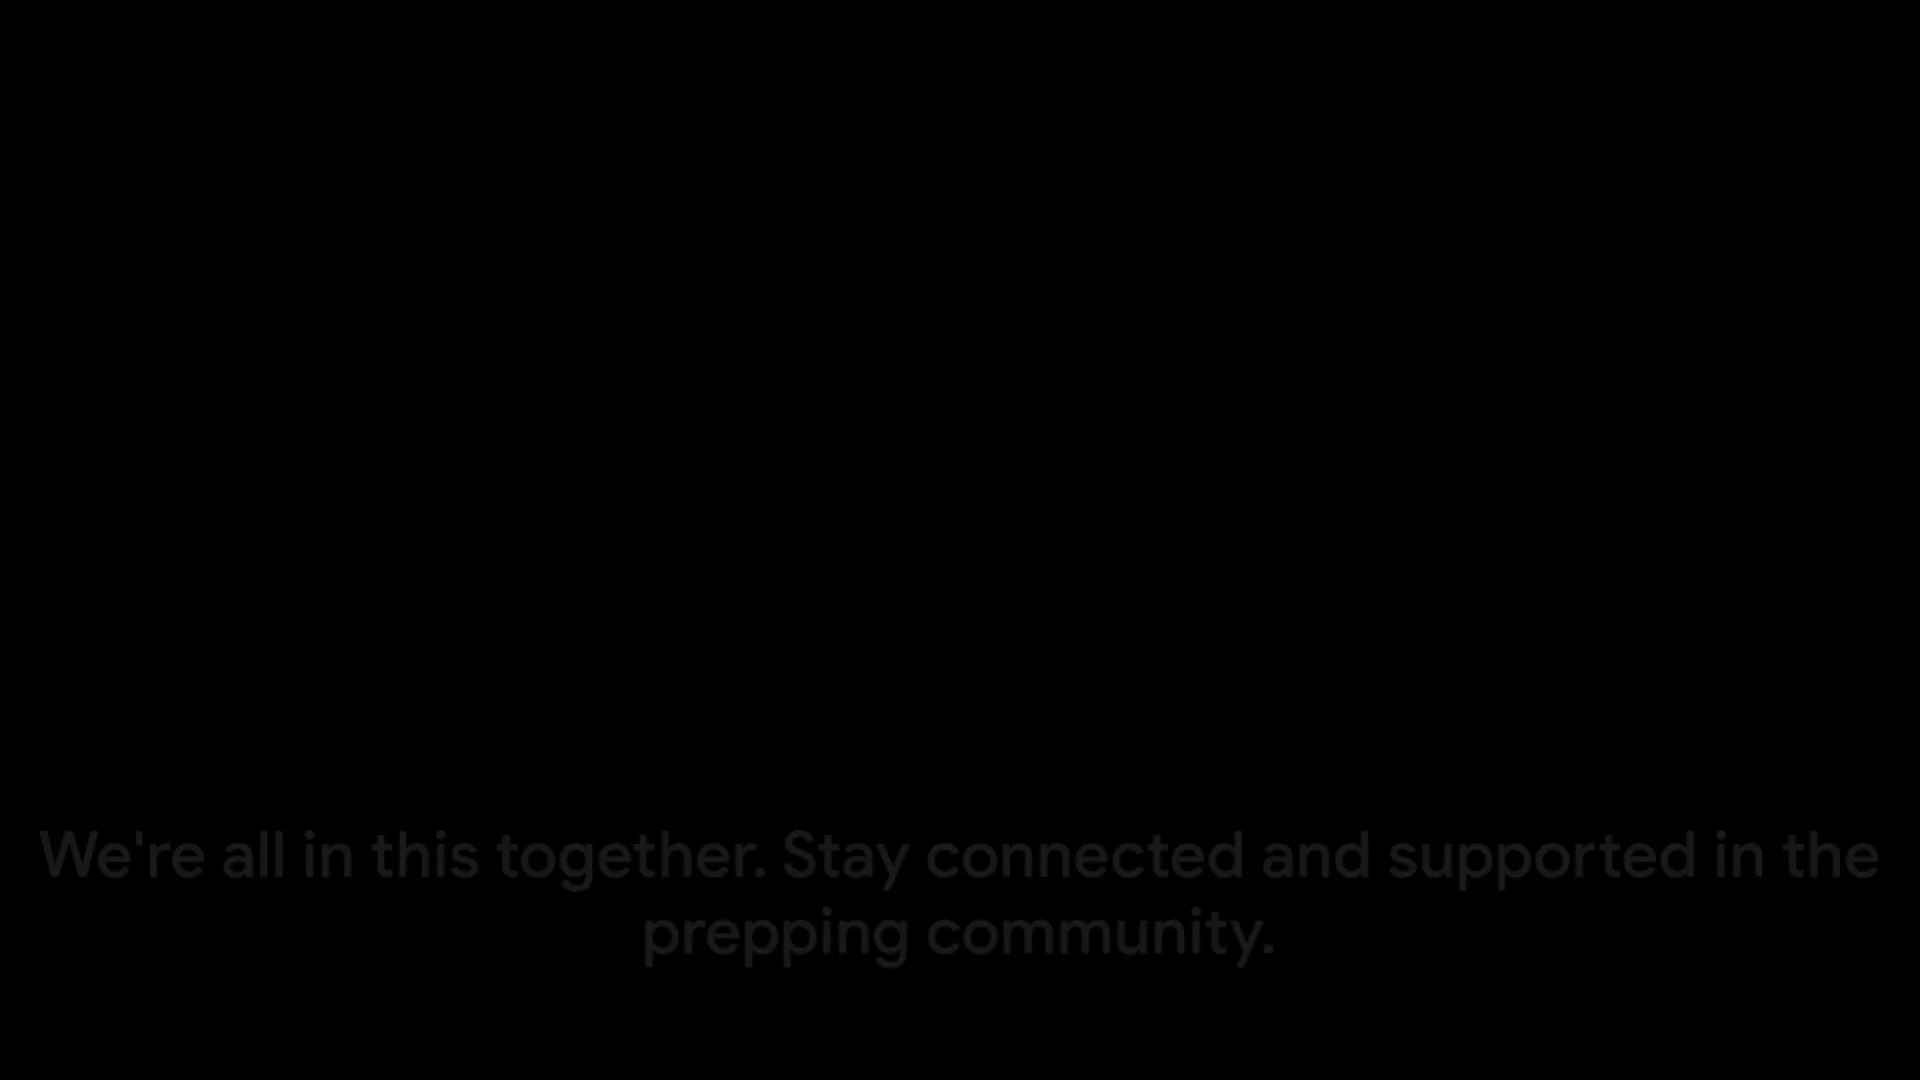 We're all in this together. Stay connected and supported in the
prepping community.